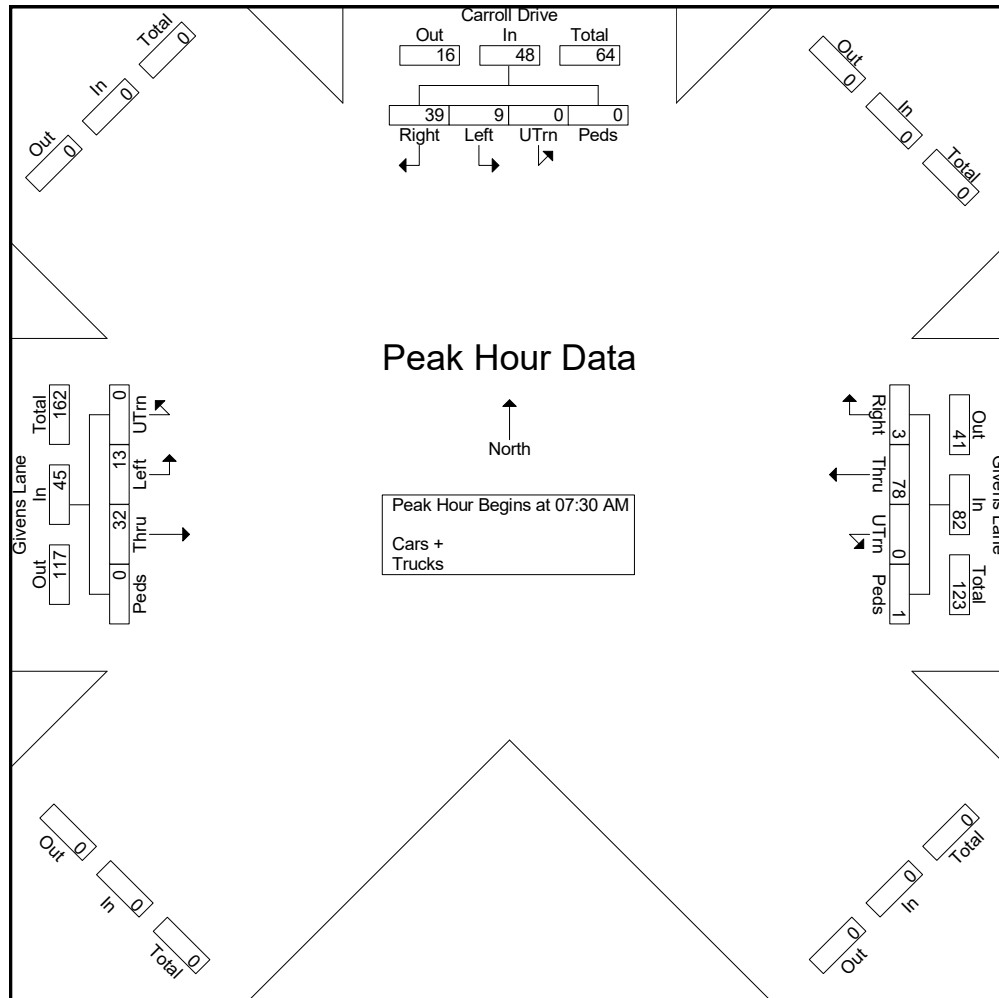 Carroll Drive
Out In Total
16 48 64
39 9 0 0
Right Left UTrn Peds
Total 0
In 0
Out 0
Out 0
In 0
Total 0
Peak Hour Data
North
Peak Hour Begins at 07:30 AM
Cars +
Trucks
Givens Lane
Total In Out
162 45 117
0 13 32 0
UTrn Left Thru Peds
Givens Lane
Out In Total
41 82 123
3 78 0 1
Right Thru UTrn Peds
Out 0
In 0
Total 0
Total 0
In 0
Out 0